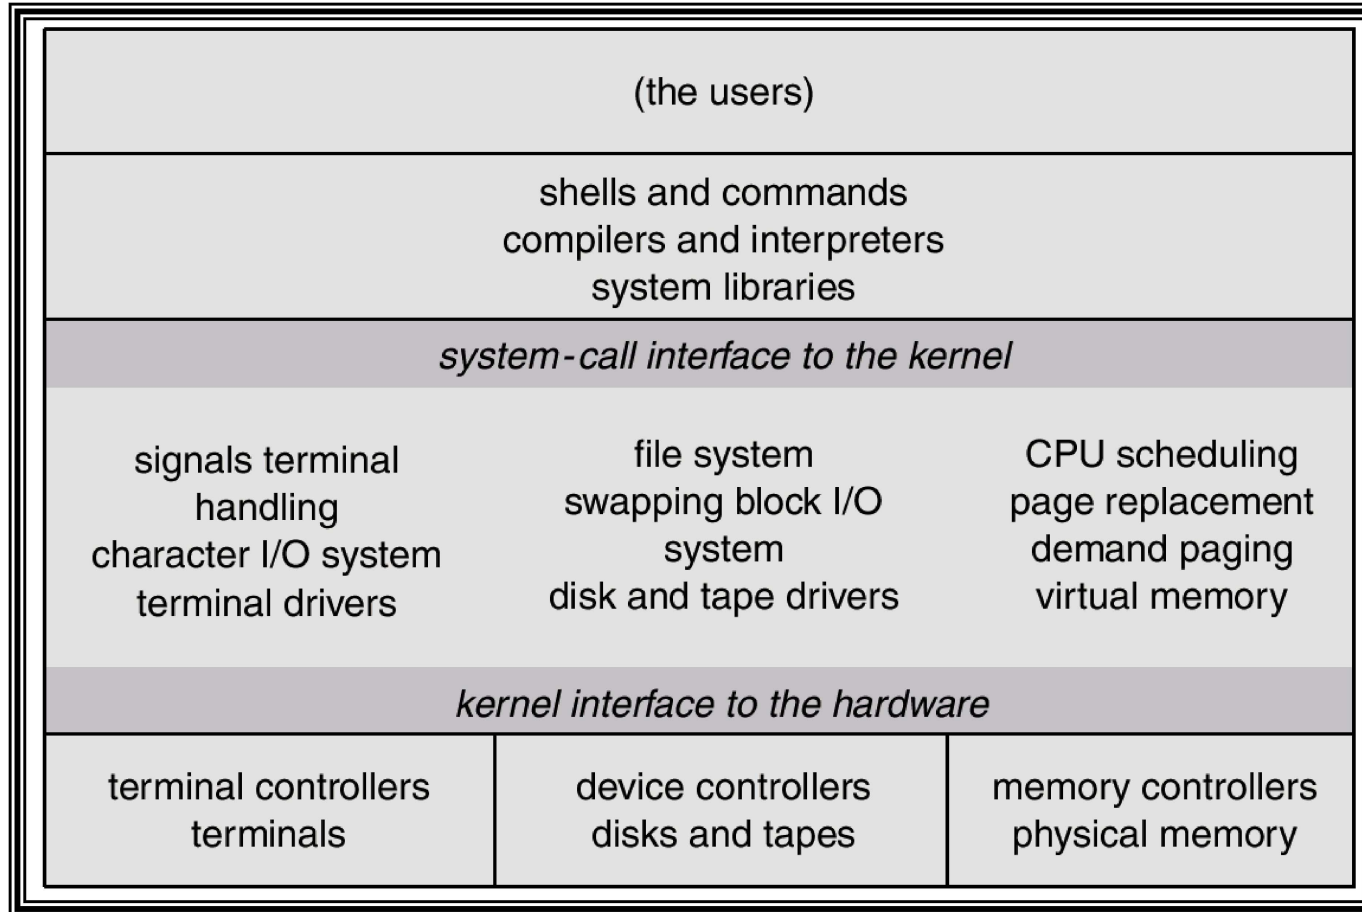 (the users)
shells and commands
compilers and interpreters
system libraries
system-call interface to the kernel
signals terminal
handling
character I/O system
terminal drivers
file system
swapping block I/O
system
disk and tape drivers
CPU scheduling
page replacement
demand paging
virtual memory
kernel interface to the hardware
terminal controllers
terminals
device controllers
disks and tapes
memory controllers
physical memory